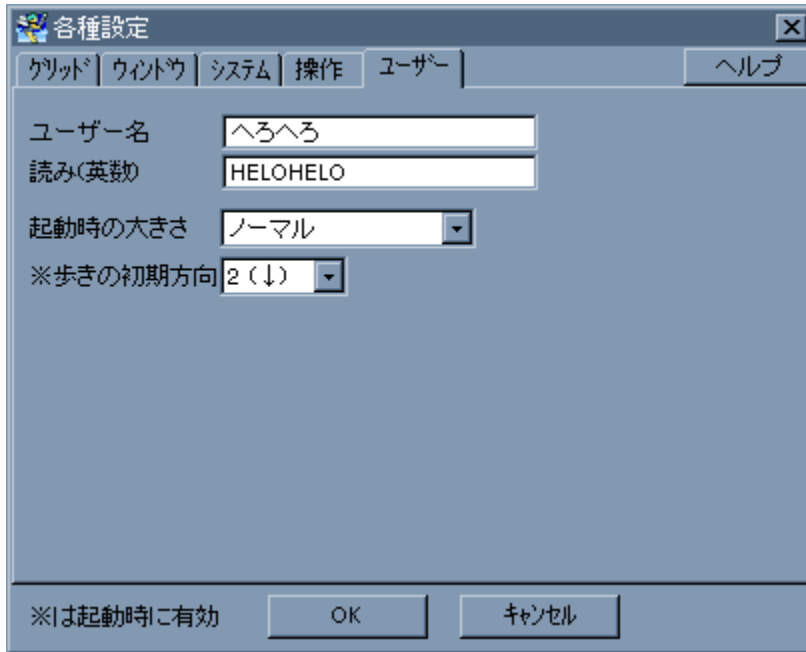 各種設定
ｸﾞﾘｯﾄﾞ ｳｨﾝﾄﾞｳ ｼｽﾃﾑ 操作 ﾕｰｻﾞｰ ヘルプ
ユーザー名 へろへろ
読み(英数) HELOHELO
起動時の大きさ ノーマル
※歩きの初期方向 2（↓）
※は起動時に有効 OK ｷｬﾝｾﾙ